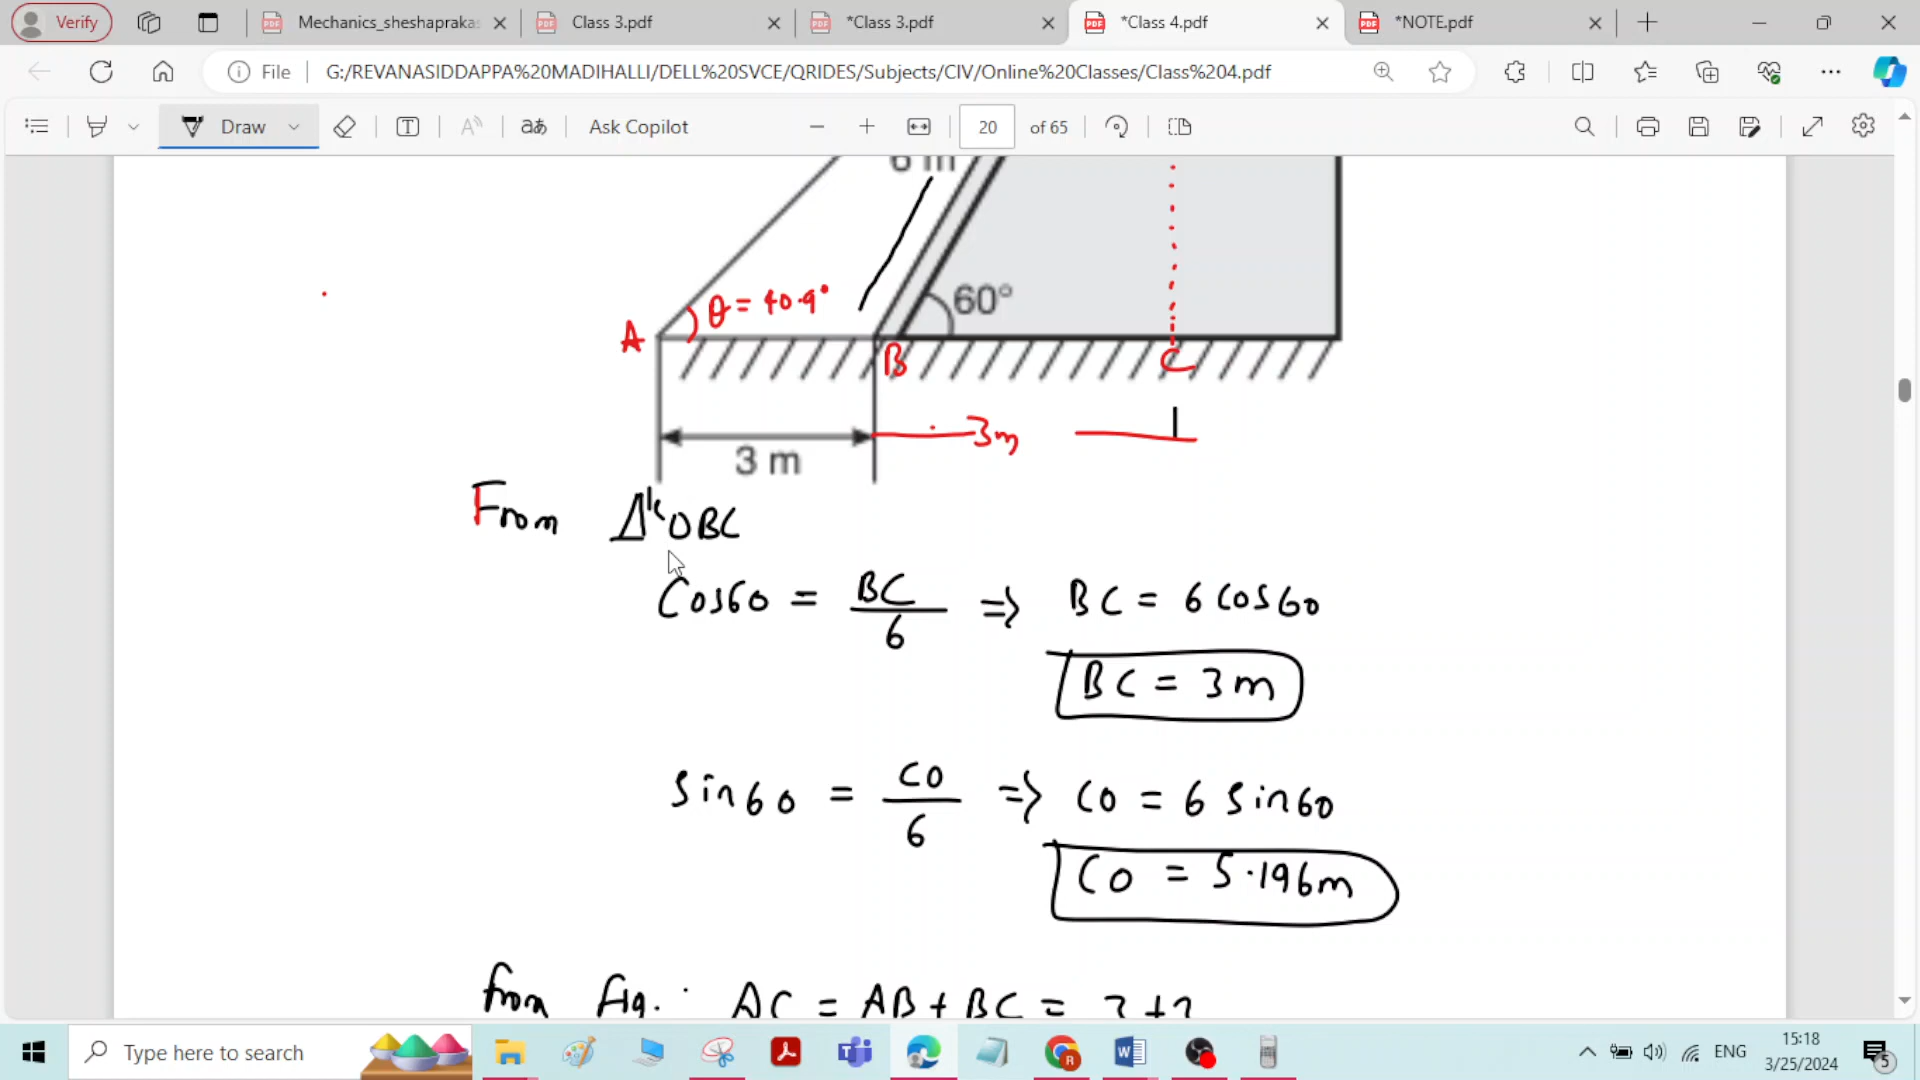 Verify
Mechanics_sheshapraka
Class 3.pdf
*Class 3.pdf
*Class 4.pdf
*NOTE.pdf
File
G:/REVANASIDDAPPA%20MADIHALLI/DELL%20SVCE/QRIDES/Subjects/CIV/Online%20Classes/Class%204.pdf
Draw
Ask Copilot
20 of 65
6 m
θ = 40.9°
60°
A
B
C
3m
3 m
From Δlc OBC
Cos60 = BC/6 => BC = 6 cos60
BC = 3m
Sin60 = CO/6 => CO = 6 Sin60
CO = 5.196m
from Fig. : AC = AB + BC = 3+3
Type here to search
ENG
15:18
3/25/2024
5